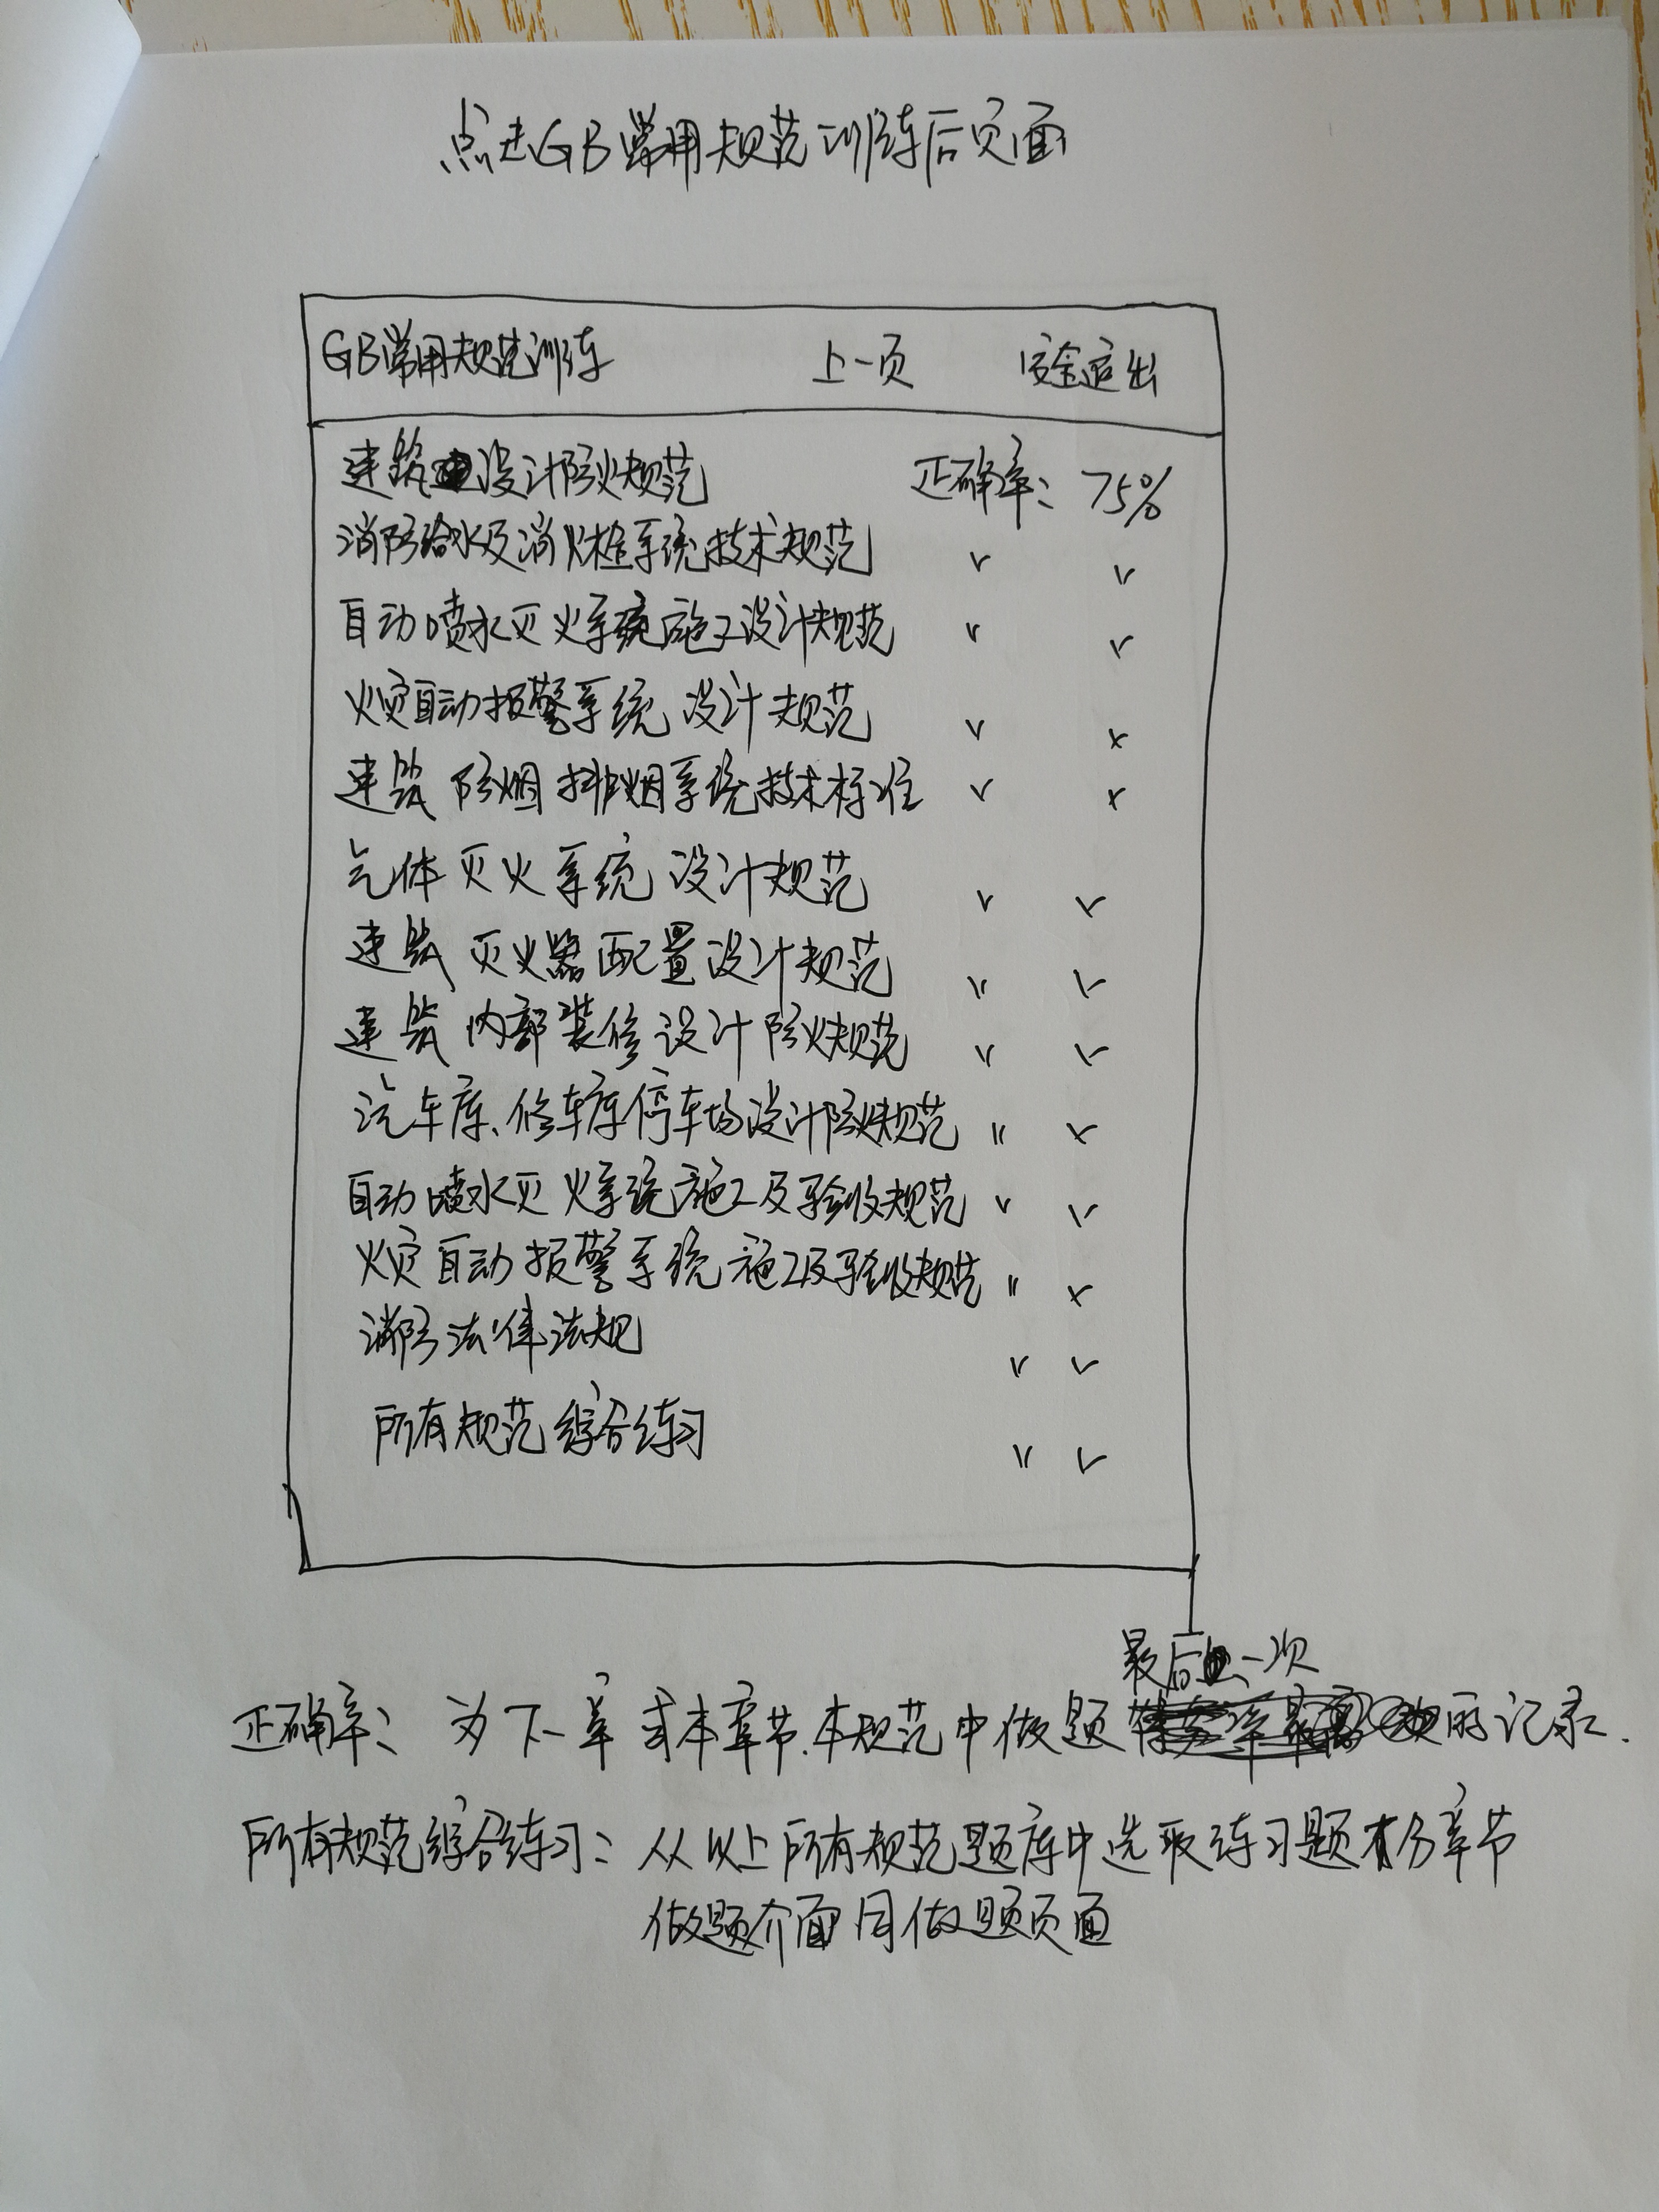 点击GB常用规范训练后页面
GB常用规范训练 上一页 安全退出
建筑设计防火规范 正确率: 75%
消防给水及消火栓系统技术规范 〃 〃
自动喷水灭火系统施工设计规范 〃 〃
火灾自动报警系统设计规范 〃 〃
建筑防烟排烟系统技术标准 〃 〃
气体灭火系统设计规范 〃 〃
建筑灭火器配置设计规范 〃 〃
建筑内部装修设计防火规范 〃 〃
汽车库、修车库停车场设计防火规范 〃 〃
自动喷水灭火系统施工及验收规范 〃 〃
火灾自动报警系统施工及验收规范 〃 〃
消防法律法规 〃 〃
所有规范综合练习 〃 〃
最后一次
正确率: 为下一章或本章节.本规范中做题的记录.
所有规范综合练习: 从以上所有规范题库中选取练习题不分章节
做题介面同做题页面